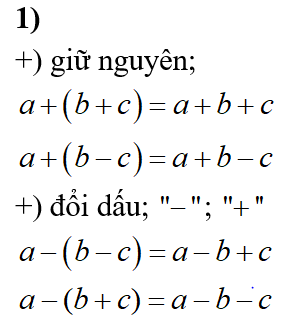 1)
+) giữ nguyên;
a+(b+c)=a+b+c
a+(b−c)=a+b−c
+) đổi dấu; "−"; "+"
a−(b−c)=a−b+c
a−(b+c)=a−b−c